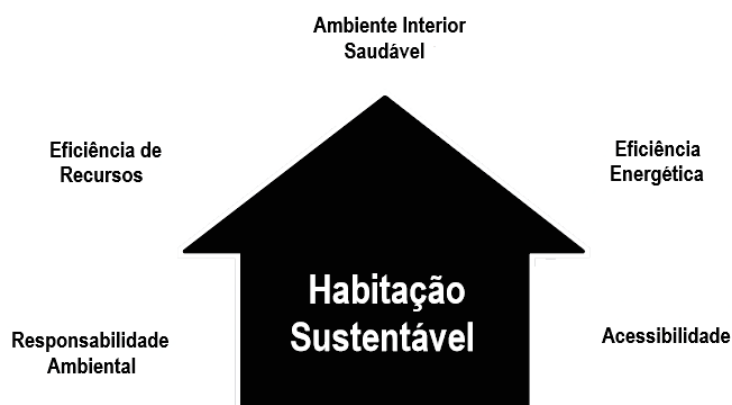 Ambiente Interior
Saudável
Eficiência de
Recursos
Eficiência
Energética
Habitação
Sustentável
Responsabilidade
Ambiental
Acessibilidade